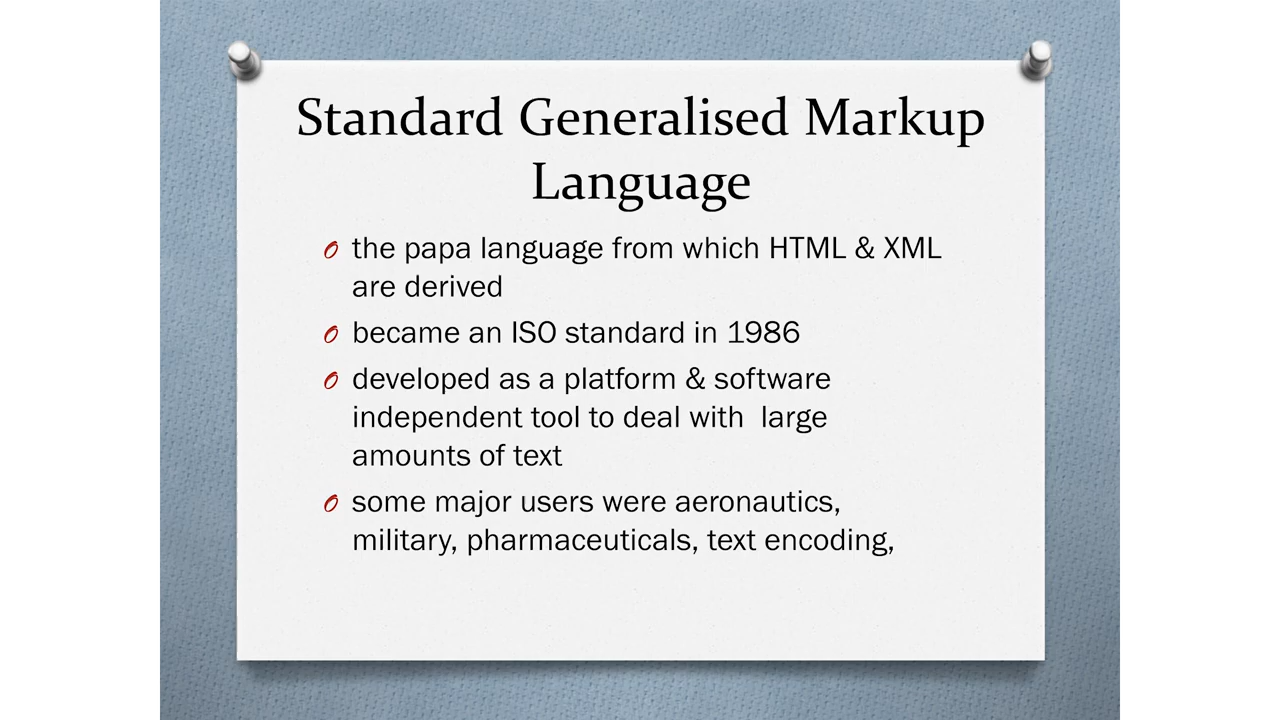 Standard Generalised Markup
Language
the papa language from which HTML & XML
are derived
became an ISO standard in 1986
developed as a platform & software
independent tool to deal with  large
amounts of text
some major users were aeronautics,
military, pharmaceuticals, text encoding,